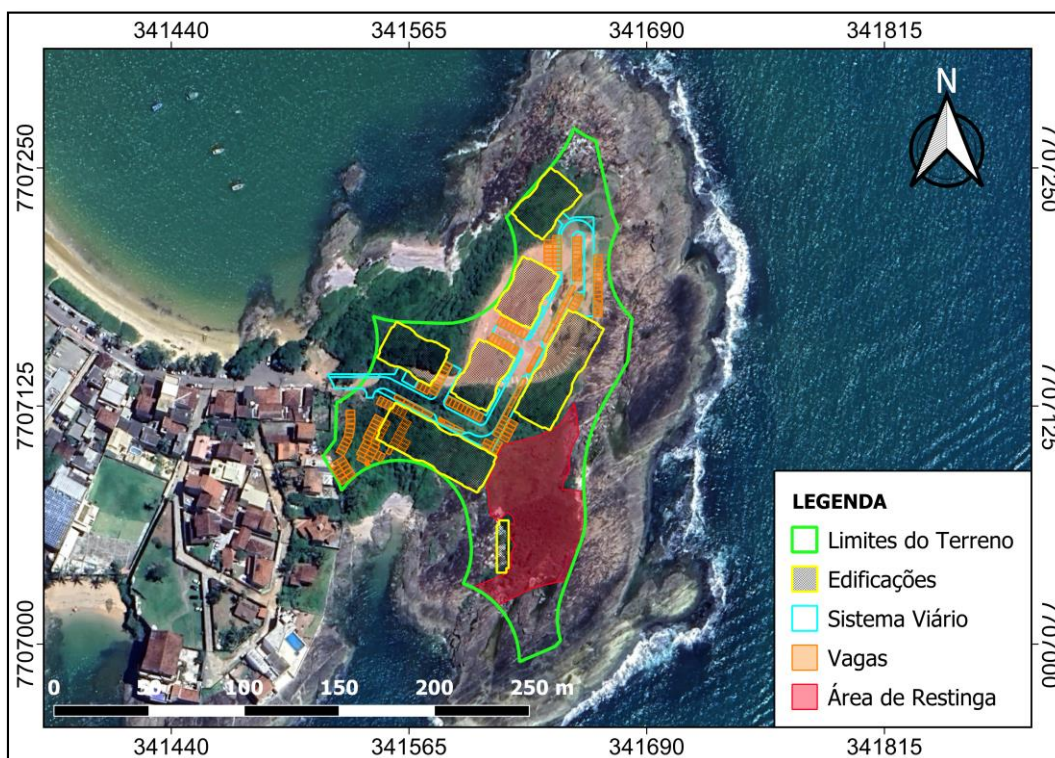 341440 341565 341690 341815
N
7707250 7707250
7707125 7707125
LEGENDA
Limites do Terreno
Edificações
Sistema Viário
Vagas
Área de Restinga
7707000 7707000
0 50 100 150 200 250 m
341440 341565 341690 341815